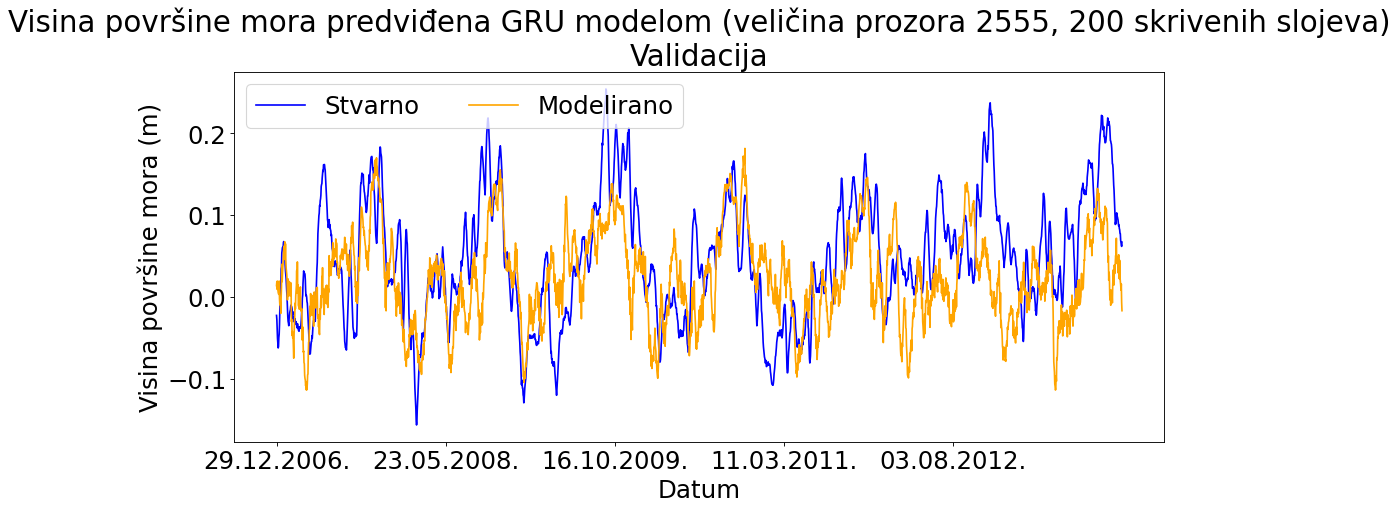 Visina površine mora predviđena GRU modelom (veličina prozora 2555, 200 skrivenih slojeva)
Validacija
Stvarno
Modelirano
Visina površine mora (m)
0.2
0.1
0.0
−0.1
29.12.2006.
23.05.2008.
16.10.2009.
11.03.2011.
03.08.2012.
Datum